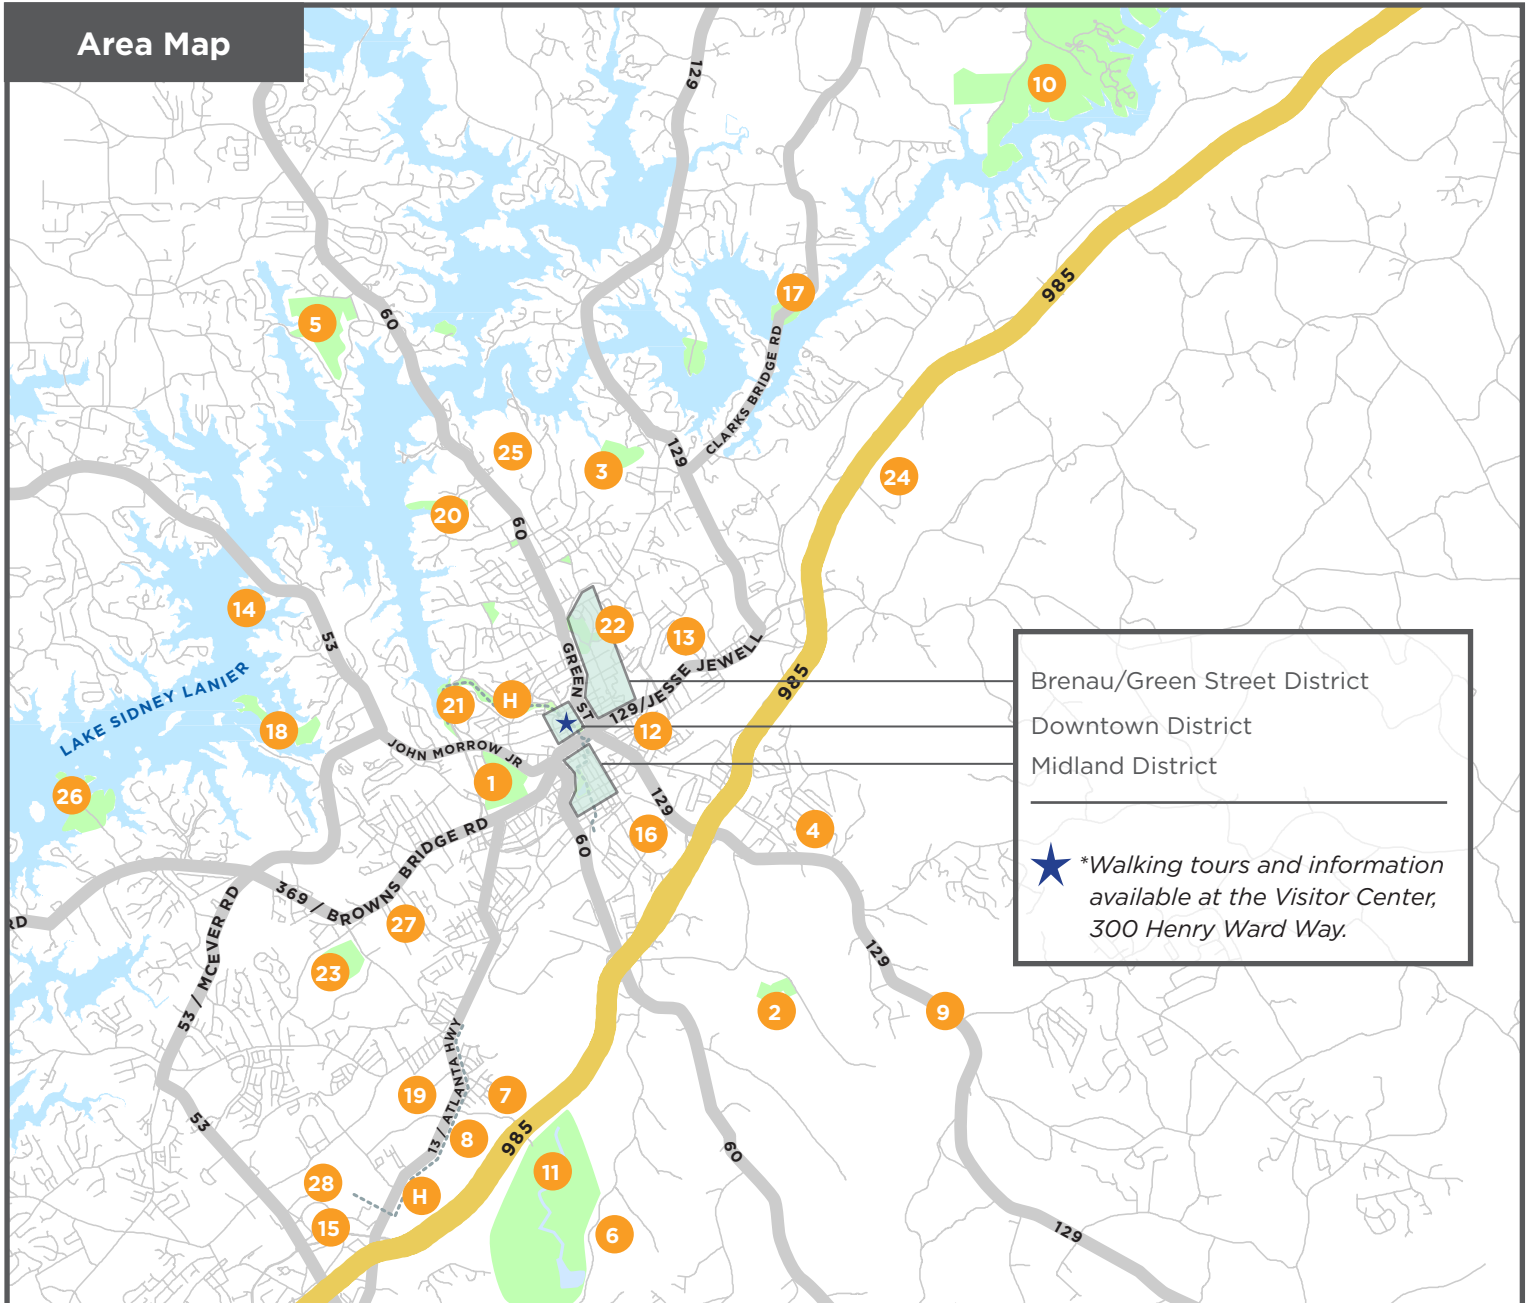 Area Map
129
10
985
17
5
60
CLARKS BRIDGE RD
25
3
129
24
20
60
14
53
22
13
GREEN ST
129/JESSE JEWELL
985
LAKE SIDNEY LANIER
21
H
18
12
JOHN MORROW JR
1
26
129
16
4
60
Brenau/Green Street District
Downtown District
Midland District
*Walking tours and information
available at the Visitor Center,
300 Henry Ward Way.
RD
369 / BROWNS BRIDGE RD
27
53 / MCEVER RD
23
129
2
9
13 / ATLANTA HWY
19
7
8
985
53
60
28
H
11
15
6
129